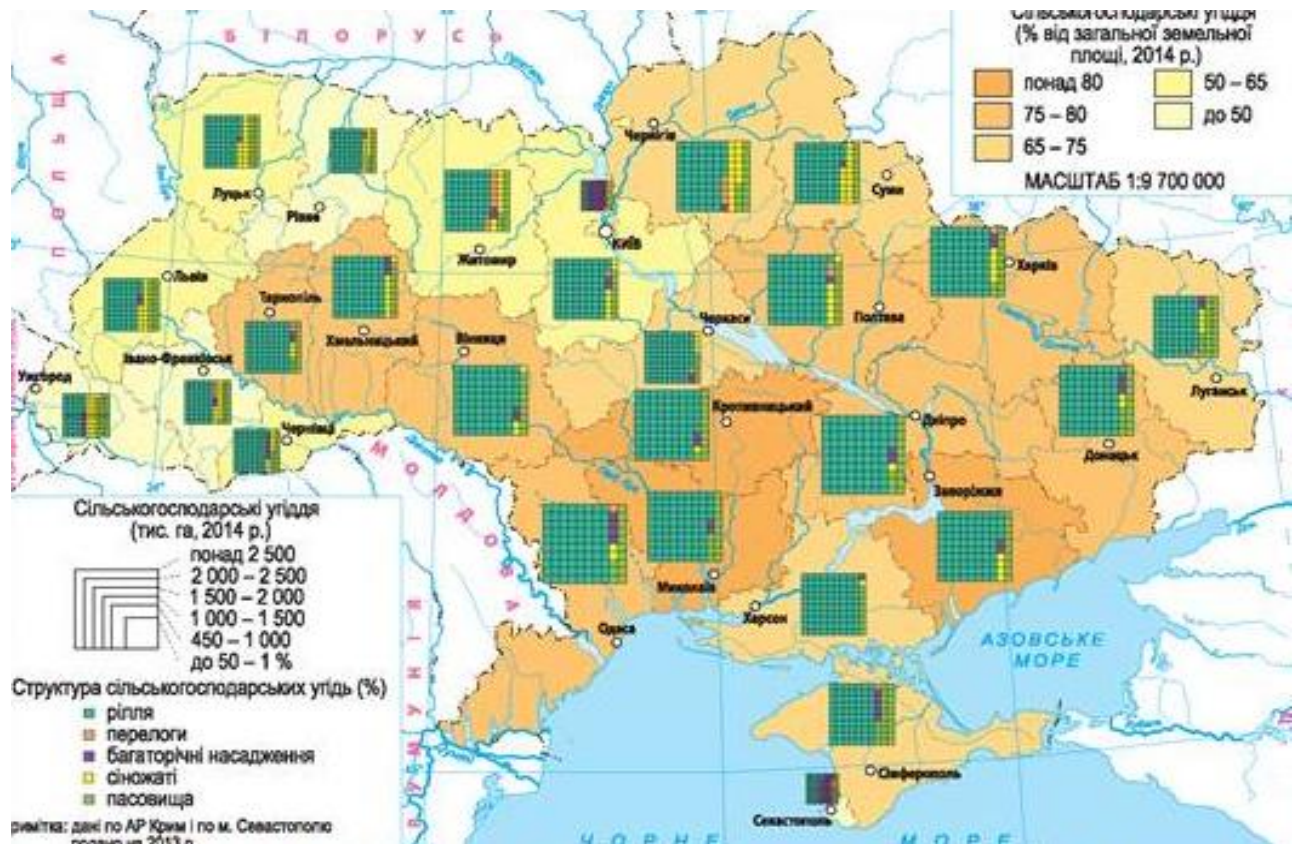 Сільськогосподарські угіддя
(% від загальної земельної
площі, 2014 р.)
понад 80
75 – 80
65 – 75
50 – 65
до 50
МАСШТАБ 1:9 700 000
БІЛОРУСЬ
ПОЛЬЩА
МОЛДОВА
РУМУНІЯ
Чернігів
Суми
Луцьк
Рівне
Київ
Житомир
Львів
Харків
Тернопіль
Хмельницький
Вінниця
Черкаси
Полтава
Івано-Франківськ
Ужгород
Луганськ
Чернівці
Кропивницький
Дніпро
Донецьк
Запоріжжя
Миколаїв
Херсон
Одеса
АЗОВСЬКЕ
МОРЕ
Сімферополь
Севастополь
ЧОРНЕ МОРЕ
Сільськогосподарські угіддя
(тис. га, 2014 р.)
понад 2 500
2 000 – 2 500
1 500 – 2 000
1 000 – 1 500
450 – 1 000
до 50 – 1 %
Структура сільськогосподарських угідь (%)
рілля
перелоги
багаторічні насадження
сіножаті
пасовища
римітка: дані по АР Крим і по м. Севастополю